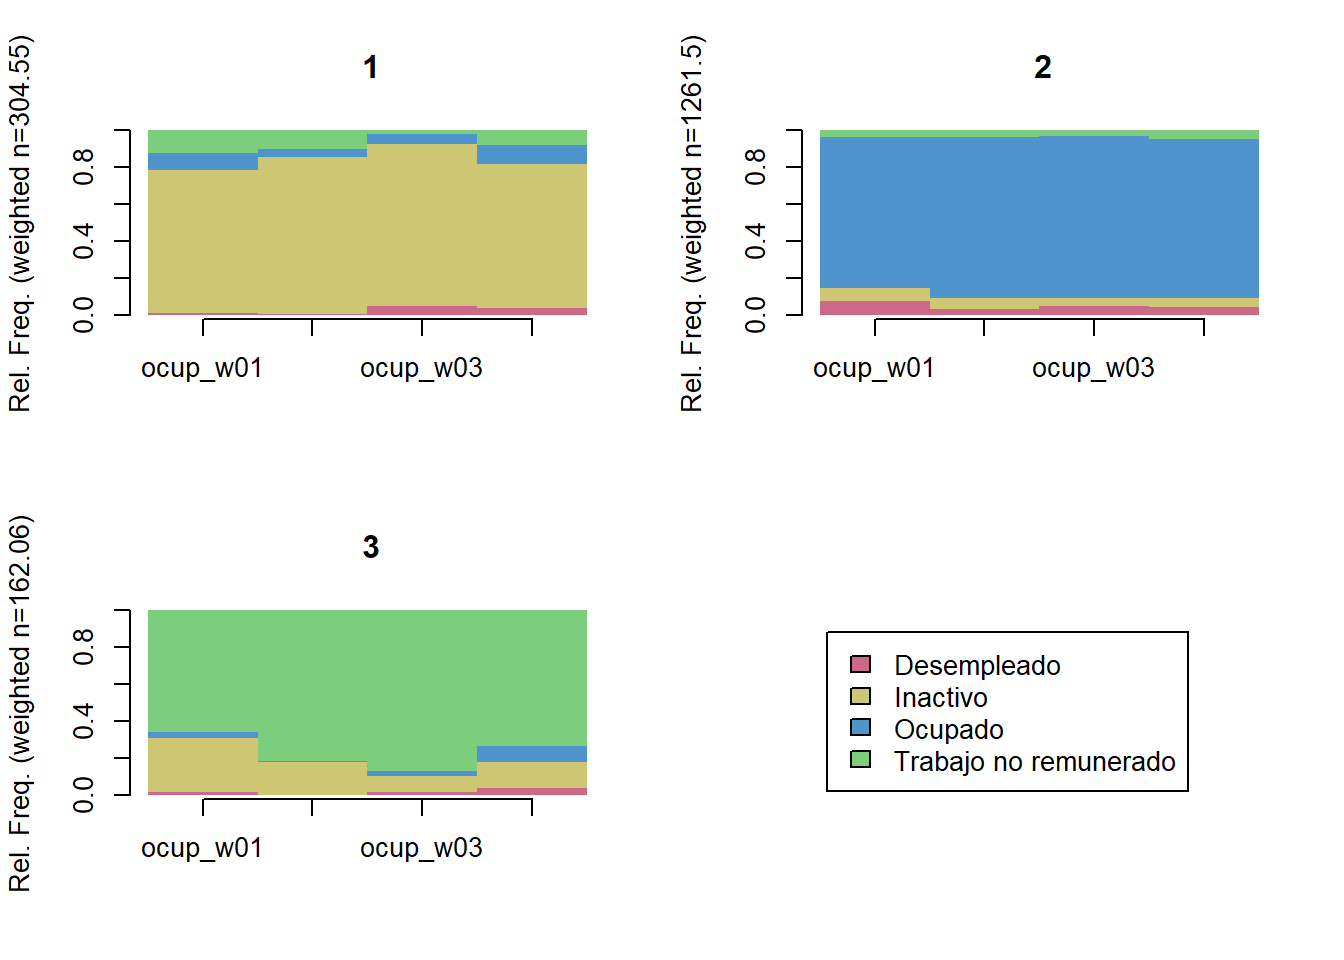 1
Rel. Freq. (weighted n=304.55)
0.0 0.4 0.8
ocup_w01 ocup_w03
2
Rel. Freq. (weighted n=1261.5)
0.0 0.4 0.8
ocup_w01 ocup_w03
3
Rel. Freq. (weighted n=162.06)
0.0 0.4 0.8
ocup_w01 ocup_w03
Desempleado
Inactivo
Ocupado
Trabajo no remunerado